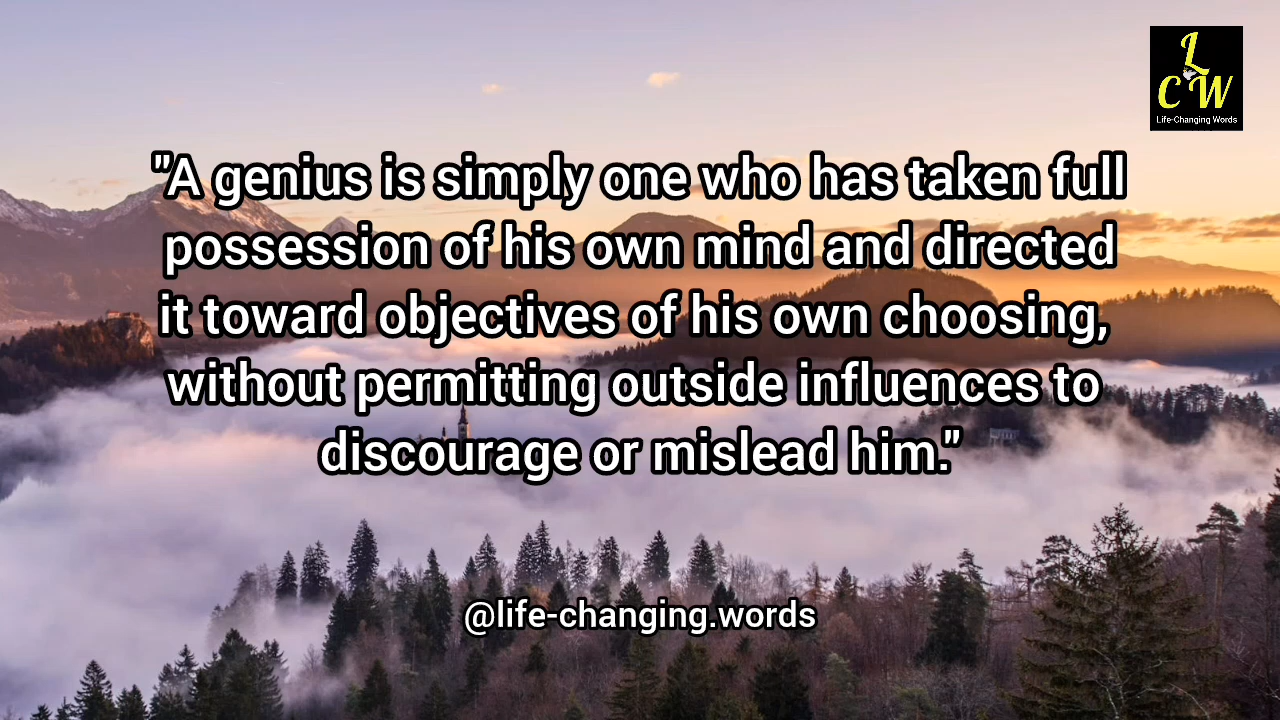 L
C W
Life-Changing Words
"A genius is simply one who has taken full
possession of his own mind and directed
it toward objectives of his own choosing,
without permitting outside influences to
discourage or mislead him."
@life-changing.words